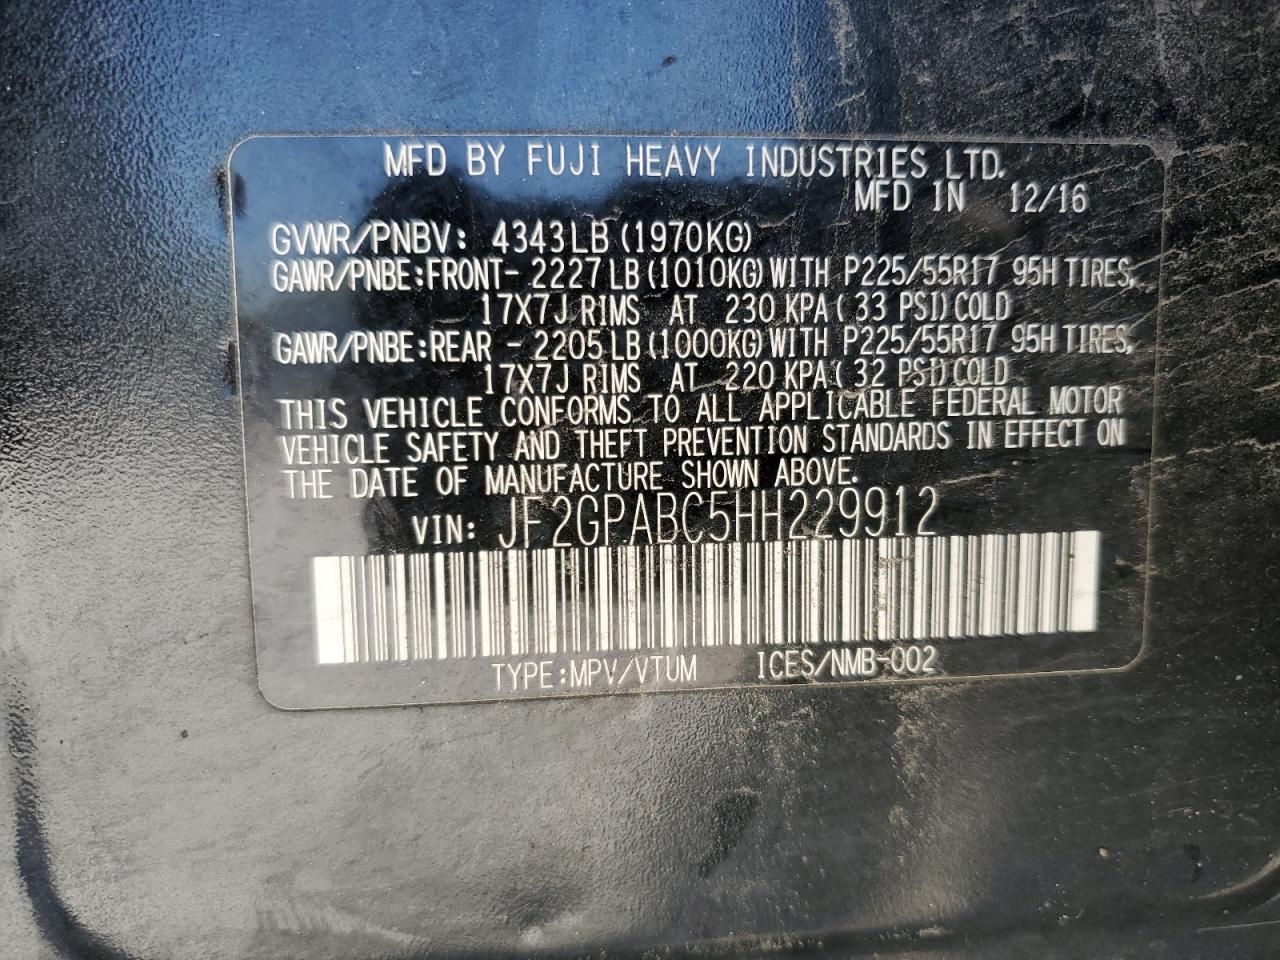 MFD BY FUJI HEAVY INDUSTRIES LTD.
MFD IN 12/16
GVWR/PNBV: 4343LB (1970KG)
GAWR/PNBE:FRONT- 2227LB (1010KG) WITH P225/55R17 95H TIRES,
17X7J RIMS AT 230 KPA( 33 PSI) COLD
GAWR/PNBE:REAR - 2205LB (1000KG) WITH P225/55R17 95H TIRES,
17X7J RIMS AT 220 KPA( 32 PSI) COLD
THIS VEHICLE CONFORMS TO ALL APPLICABLE FEDERAL MOTOR
VEHICLE SAFETY AND THEFT PREVENTION STANDARDS IN EFFECT ON
THE DATE OF MANUFACTURE SHOWN ABOVE.
VIN: JF2GPABC5HH229912
TYPE:MPV/VTUM ICES/NMB-002